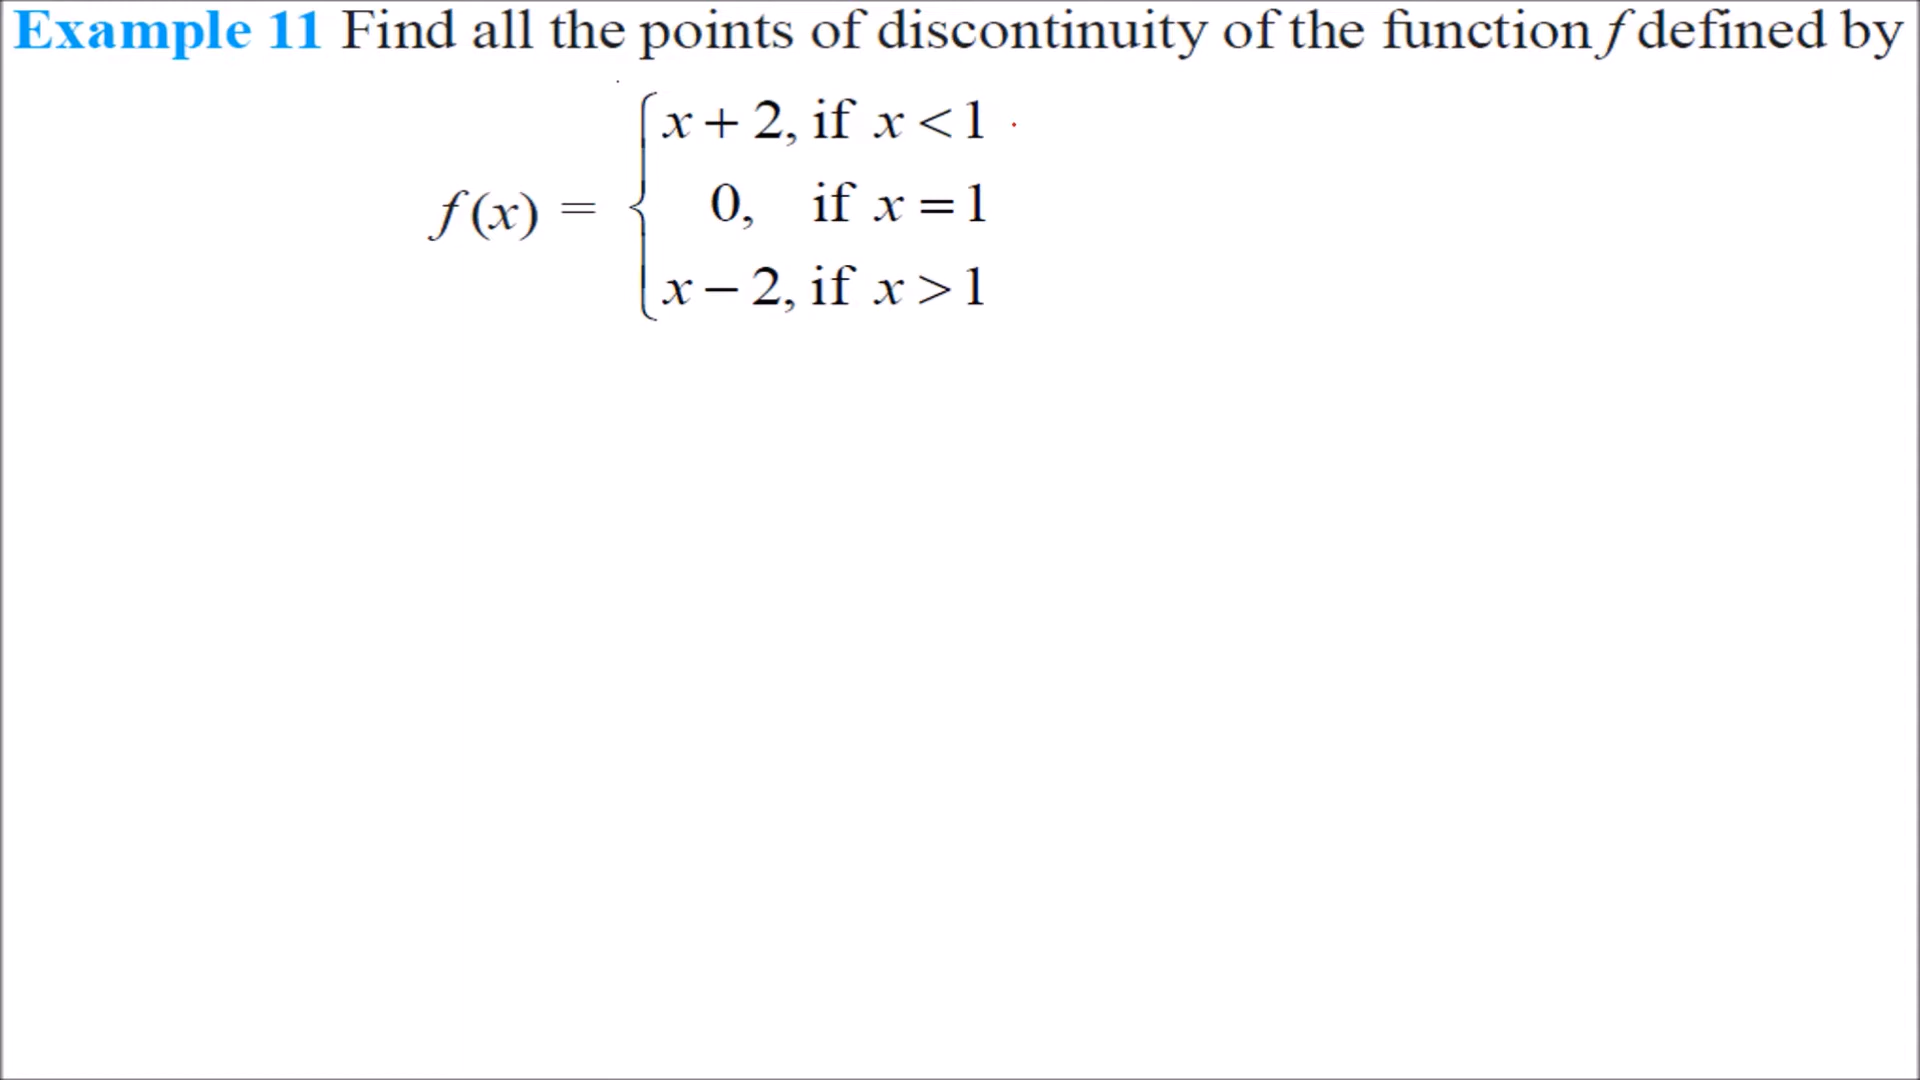 Example 11 Find all the points of discontinuity of the function f defined by
x + 2, if x < 1
f (x) = 0, if x = 1
x − 2, if x > 1